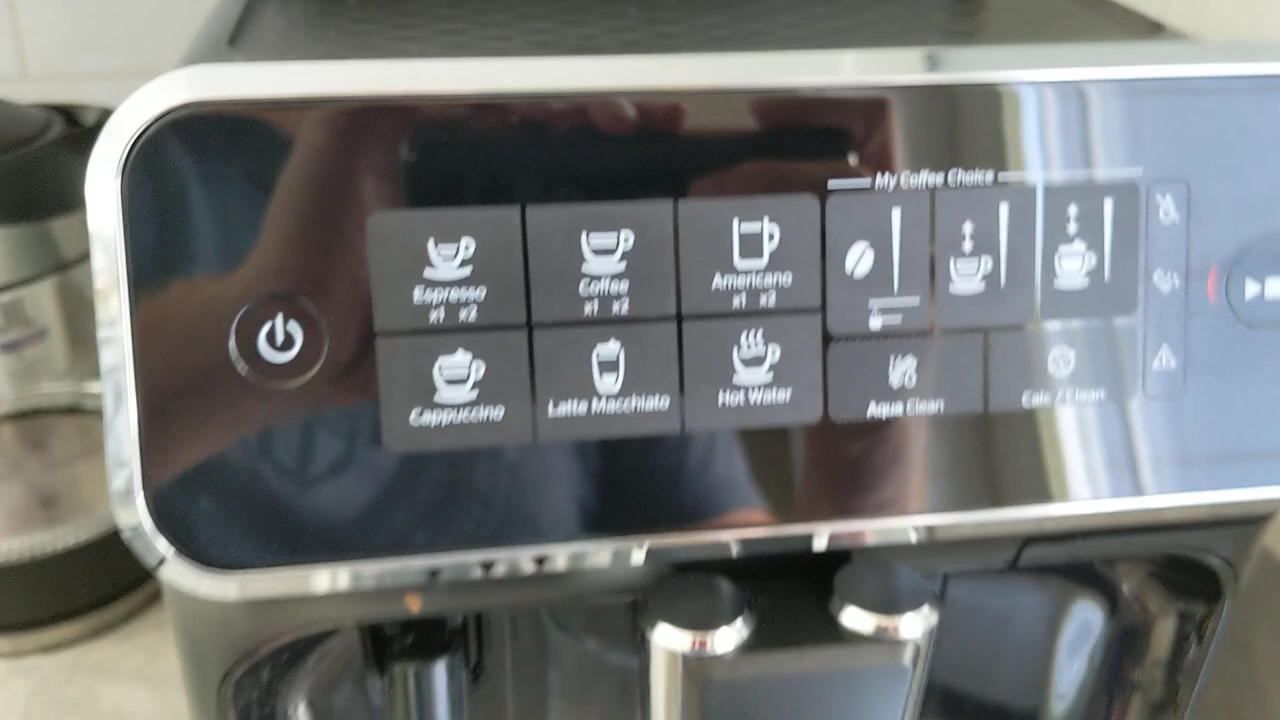 My Coffee Choice
Espresso
x1 x2
Coffee
x1 x2
Americano
x1 x2
Cappuccino
Latte Macchiato
Hot Water
Aqua Clean
Calc / Clean